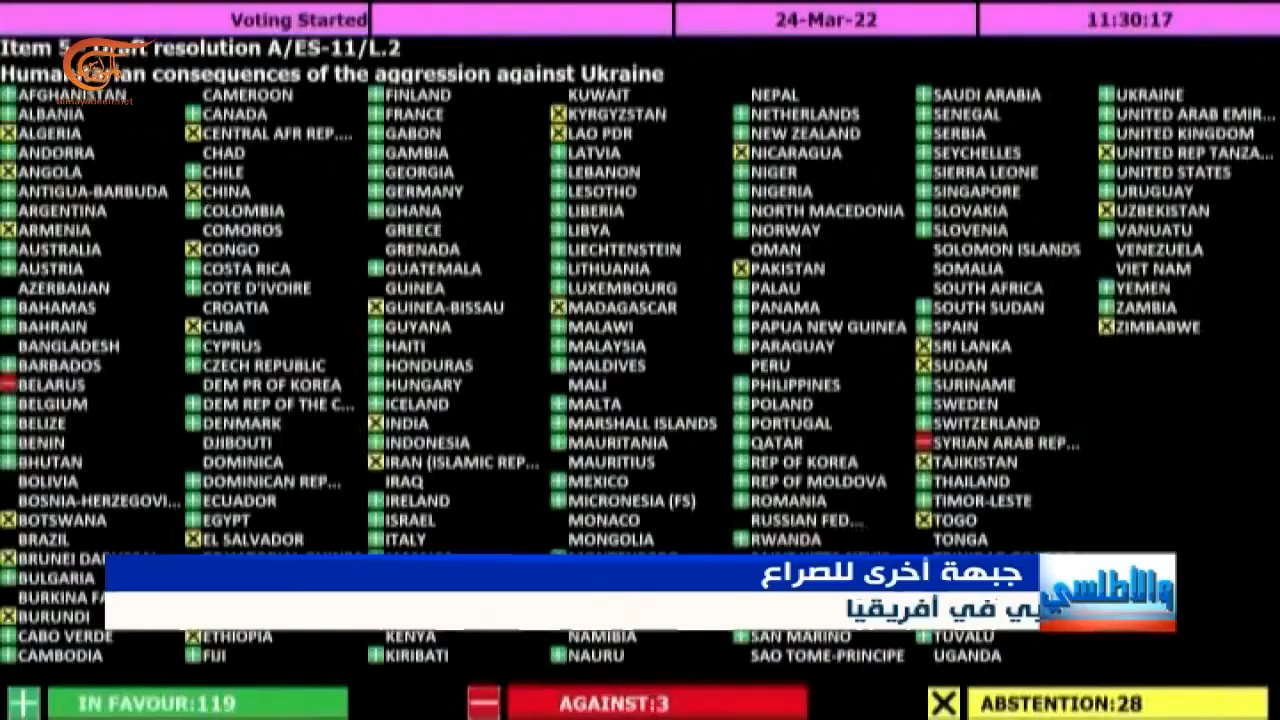 Voting Started 24-Mar-22 11:30:17
Item 5 Draft resolution A/ES-11/L.2
Humanitarian consequences of the aggression against Ukraine
almayadeen.net
AFGHANISTAN CAMEROON FINLAND KUWAIT NEPAL SAUDI ARABIA UKRAINE
ALBANIA CANADA FRANCE KYRGYZSTAN NETHERLANDS SENEGAL UNITED ARAB EMIR...
ALGERIA CENTRAL AFR REP.... GABON LAO PDR NEW ZEALAND SERBIA UNITED KINGDOM
ANDORRA CHAD GAMBIA LATVIA NICARAGUA SEYCHELLES UNITED REP TANZA...
ANGOLA CHILE GEORGIA LEBANON NIGER SIERRA LEONE UNITED STATES
ANTIGUA-BARBUDA CHINA GERMANY LESOTHO NIGERIA SINGAPORE URUGUAY
ARGENTINA COLOMBIA GHANA LIBERIA NORTH MACEDONIA SLOVAKIA UZBEKISTAN
ARMENIA COMOROS GREECE LIBYA NORWAY SLOVENIA VANUATU
AUSTRALIA CONGO GRENADA LIECHTENSTEIN OMAN SOLOMON ISLANDS VENEZUELA
AUSTRIA COSTA RICA GUATEMALA LITHUANIA PAKISTAN SOMALIA VIET NAM
AZERBAIJAN COTE D'IVOIRE GUINEA LUXEMBOURG PALAU SOUTH AFRICA YEMEN
BAHAMAS CROATIA GUINEA-BISSAU MADAGASCAR PANAMA SOUTH SUDAN ZAMBIA
BAHRAIN CUBA GUYANA MALAWI PAPUA NEW GUINEA SPAIN ZIMBABWE
BANGLADESH CYPRUS HAITI MALAYSIA PARAGUAY SRI LANKA
BARBADOS CZECH REPUBLIC HONDURAS MALDIVES PERU SUDAN
BELARUS DEM PR OF KOREA HUNGARY MALI PHILIPPINES SURINAME
BELGIUM DEM REP OF THE C... ICELAND MALTA POLAND SWEDEN
BELIZE DENMARK INDIA MARSHALL ISLANDS PORTUGAL SWITZERLAND
BENIN DJIBOUTI INDONESIA MAURITANIA QATAR SYRIAN ARAB REP...
BHUTAN DOMINICA IRAN (ISLAMIC REP... MAURITIUS REP OF KOREA TAJIKISTAN
BOLIVIA DOMINICAN REP... IRAQ MEXICO REP OF MOLDOVA THAILAND
BOSNIA-HERZEGOVI... ECUADOR IRELAND MICRONESIA (FS) ROMANIA TIMOR-LESTE
BOTSWANA EGYPT ISRAEL MONACO RUSSIAN FED... TOGO
BRAZIL EL SALVADOR ITALY MONGOLIA RWANDA TONGA
BRUNEI
BULGARIA
جبهة أخرى للصراع
BURKINA
والأطلسي
BURUNDI
بي في أفريقيا
CABO VERDE ETHIOPIA KENYA NAMIBIA SAN MARINO TUVALU
CAMBODIA FIJI KIRIBATI NAURU SAO TOME-PRINCIPE UGANDA
IN FAVOUR:119 AGAINST:3 ABSTENTION:28